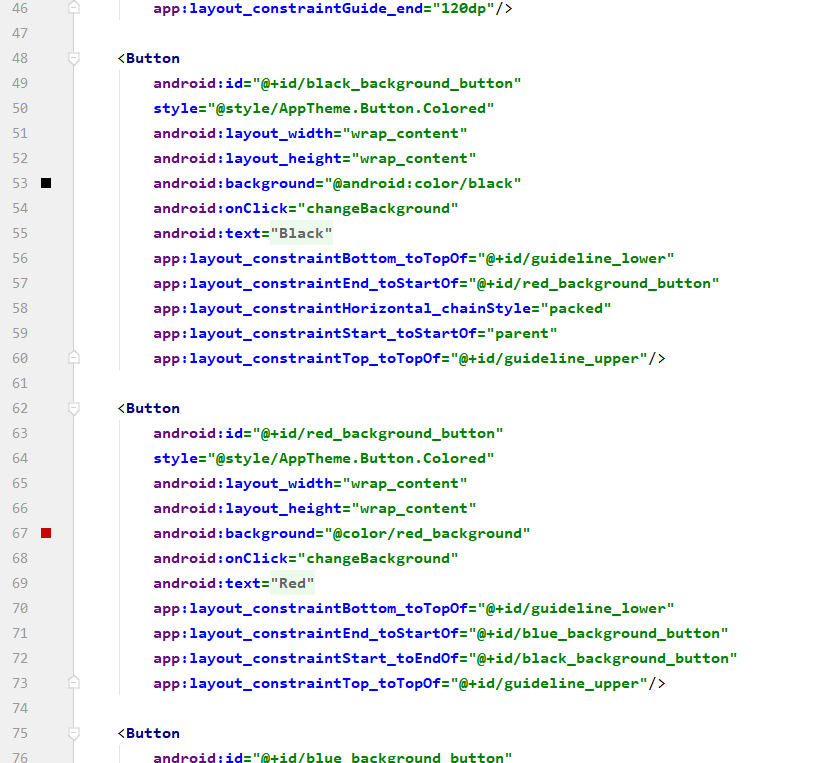 46 app:layout_constraintGuide_end="120dp"/>
47
48 <Button
49 android:id="@+id/black_background_button"
50 style="@style/AppTheme.Button.Colored"
51 android:layout_width="wrap_content"
52 android:layout_height="wrap_content"
53 android:background="@android:color/black"
54 android:onClick="changeBackground"
55 android:text="Black"
56 app:layout_constraintBottom_toTopOf="@+id/guideline_lower"
57 app:layout_constraintEnd_toStartOf="@+id/red_background_button"
58 app:layout_constraintHorizontal_chainStyle="packed"
59 app:layout_constraintStart_toStartOf="parent"
60 app:layout_constraintTop_toTopOf="@+id/guideline_upper"/>
61
62 <Button
63 android:id="@+id/red_background_button"
64 style="@style/AppTheme.Button.Colored"
65 android:layout_width="wrap_content"
66 android:layout_height="wrap_content"
67 android:background="@color/red_background"
68 android:onClick="changeBackground"
69 android:text="Red"
70 app:layout_constraintBottom_toTopOf="@+id/guideline_lower"
71 app:layout_constraintEnd_toStartOf="@+id/blue_background_button"
72 app:layout_constraintStart_toEndOf="@+id/black_background_button"
73 app:layout_constraintTop_toTopOf="@+id/guideline_upper"/>
74
75 <Button
76 android:id="@+id/blue_background_button"